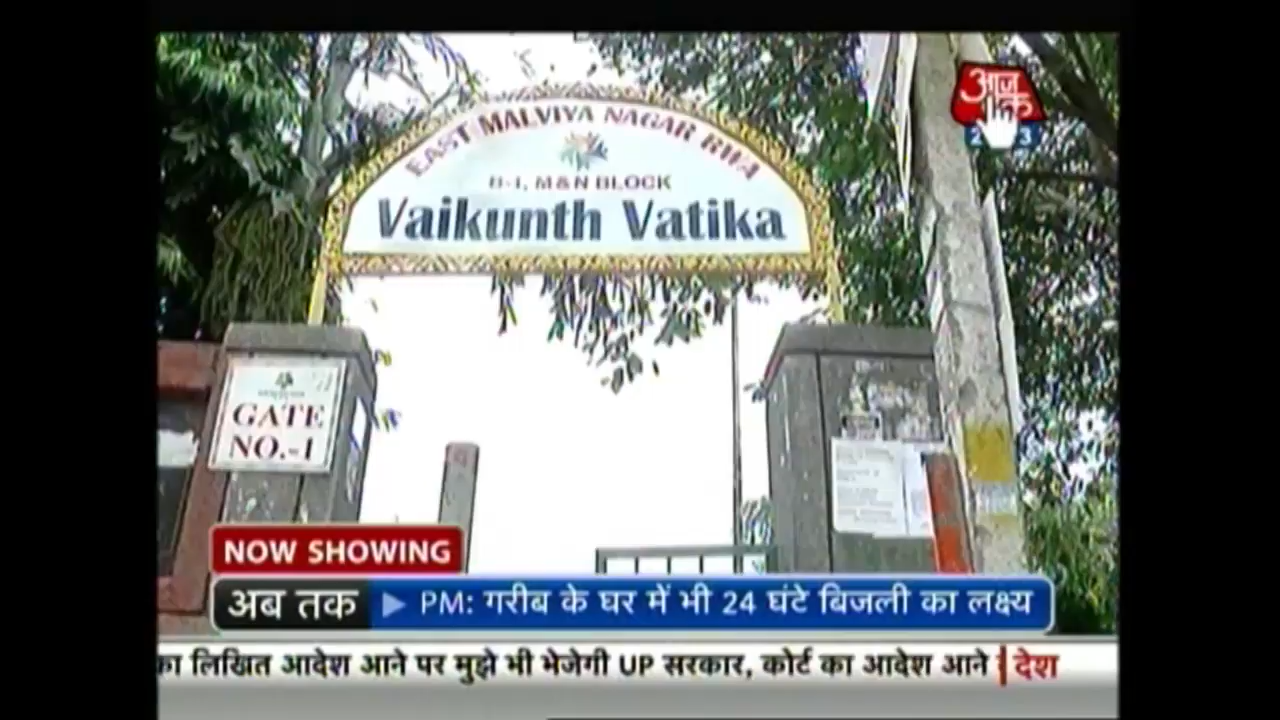 आज
तक
EAST MALVIYA NAGAR RWA
B-1, M&N BLOCK
Vaikunth Vatika
GATE
NO.-1
NOW SHOWING
अब तक
PM: गरीब के घर में भी 24 घंटे बिजली का लक्ष्य
का लिखित आदेश आने पर मुझे भी भेजेगी UP सरकार, कोर्ट का आदेश आने
देश